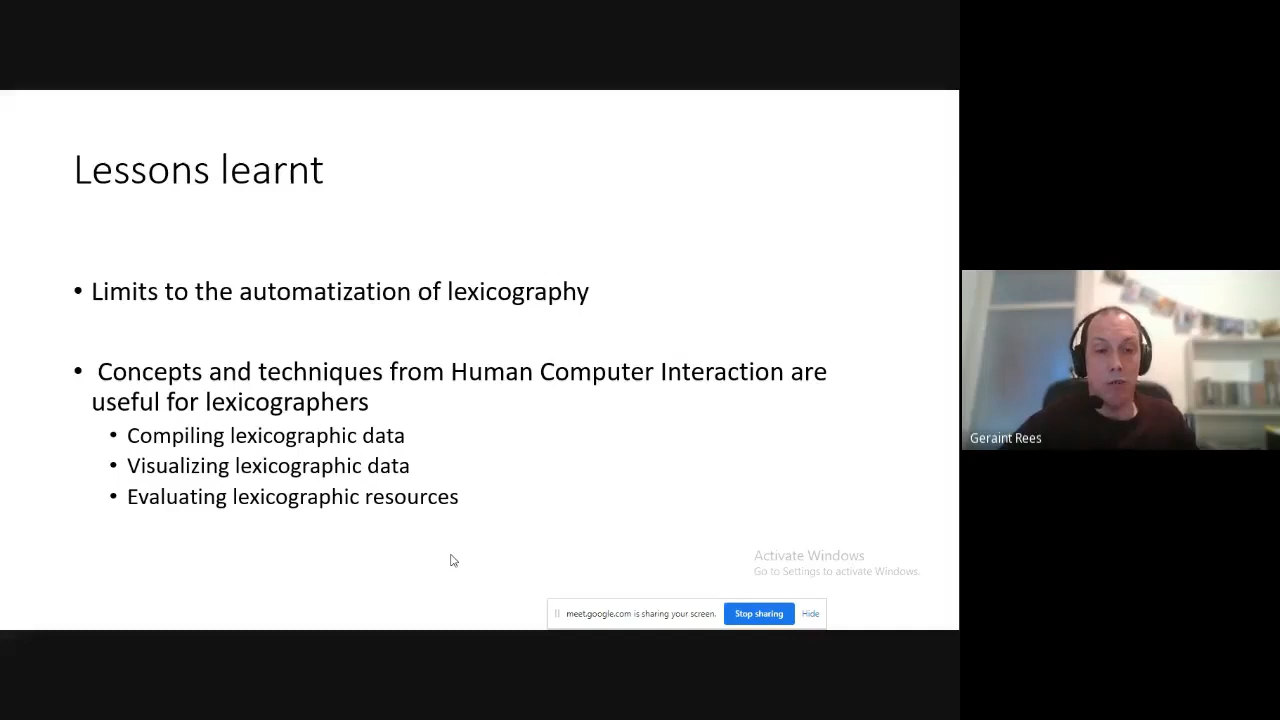 Lessons learnt
• Limits to the automatization of lexicography
• Concepts and techniques from Human Computer Interaction are
useful for lexicographers
• Compiling lexicographic data
• Visualizing lexicographic data
• Evaluating lexicographic resources
Activate Windows
Go to Settings to activate Windows.
meet.google.com is sharing your screen.
Stop sharing
Hide
Geraint Rees